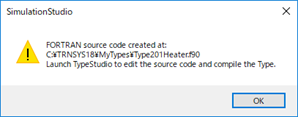 SimulationStudio
FORTRAN source code created at:
C:¥TRNSYS18¥MyTypes¥Type201Heater.f90
Launch TypeStudio to edit the source code and compile the Type.
OK